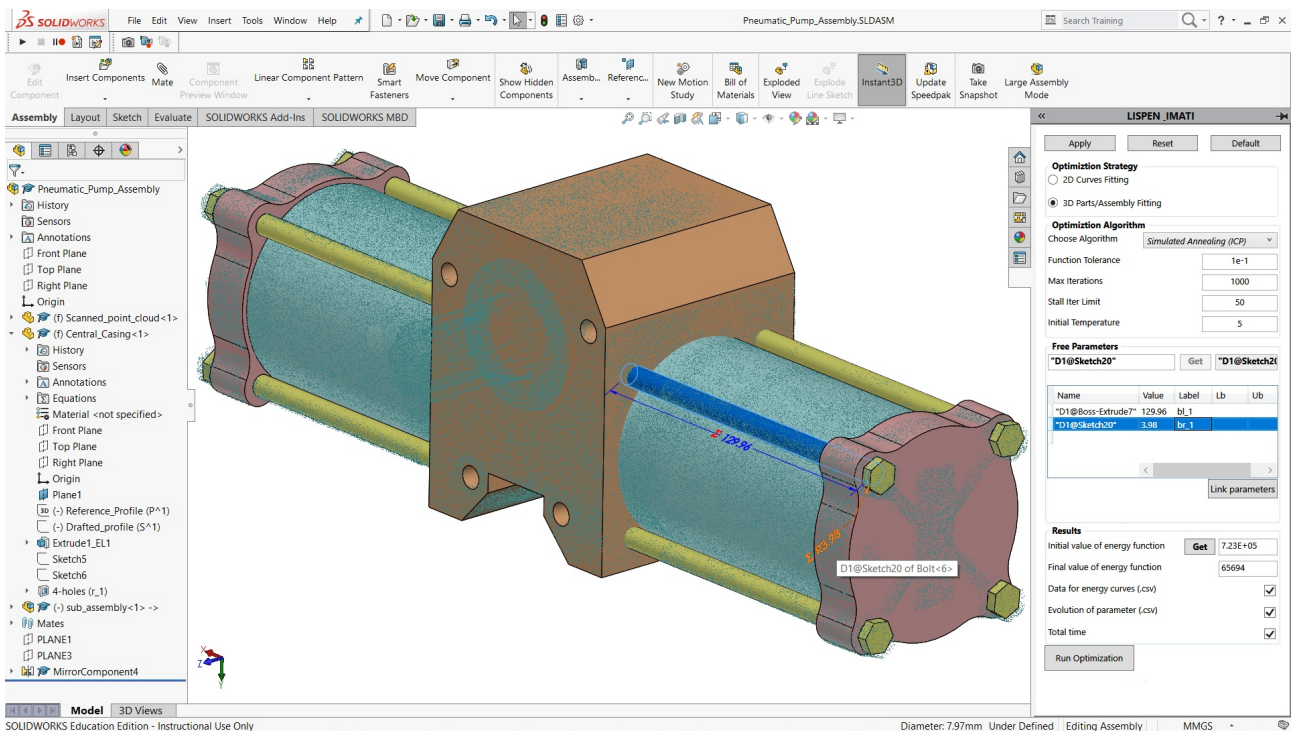 SOLIDWORKS File Edit View Insert Tools Window Help Pneumatic_Pump_Assembly.SLDASM Search Training ?
Edit Component
Insert Components
Mate
Component Preview Window
Linear Component Pattern
Smart Fasteners
Move Component
Show Hidden Components
Assemb...
Referenc...
New Motion Study
Bill of Materials
Exploded View
Explode Line Sketch
Instant3D
Update Speedpak
Take Snapshot
Large Assembly Mode
Assembly Layout Sketch Evaluate SOLIDWORKS Add-Ins SOLIDWORKS MBD
Pneumatic_Pump_Assembly
History
Sensors
Annotations
Front Plane
Top Plane
Right Plane
Origin
(f) Scanned_point_cloud<1>
(f) Central_Casing<1>
History
Sensors
Annotations
Equations
Material <not specified>
Front Plane
Top Plane
Right Plane
Origin
Plane1
3D (-) Reference_Profile (P^1)
(-) Drafted_profile (S^1)
Extrude1_EL1
Sketch5
Sketch6
4-holes (r_1)
(-) sub_assembly<1> ->
Mates
PLANE1
PLANE3
MirrorComponent4
Σ 129.96
Σ R3.98
D1@Sketch20 of Bolt<6>
X
Z
Y
LISPEN_IMATI
Apply Reset Default
Optimiztion Strategy
2D Curves Fitting
3D Parts/Assembly Fitting
Optimiztion Algorithm
Choose Algorithm Simulated Annealing (ICP)
Function Tolerance 1e-1
Max Iterations 1000
Stall Iter Limit 50
Initial Temperature 5
Free Parameters
"D1@Sketch20" Get "D1@Sketch20
Name Value Label Lb Ub
"D1@Boss-Extrude7" 129.96 bl_1
"D1@Sketch20" 3.98 br_1
Link parameters
Results
Initial value of energy function Get 7.23E+05
Final value of energy function 65694
Data for energy curves (.csv)
Evolution of parameter (.csv)
Total time
Run Optimization
Model 3D Views
SOLIDWORKS Education Edition - Instructional Use Only Diameter: 7.97mm Under Defined Editing Assembly MMGS